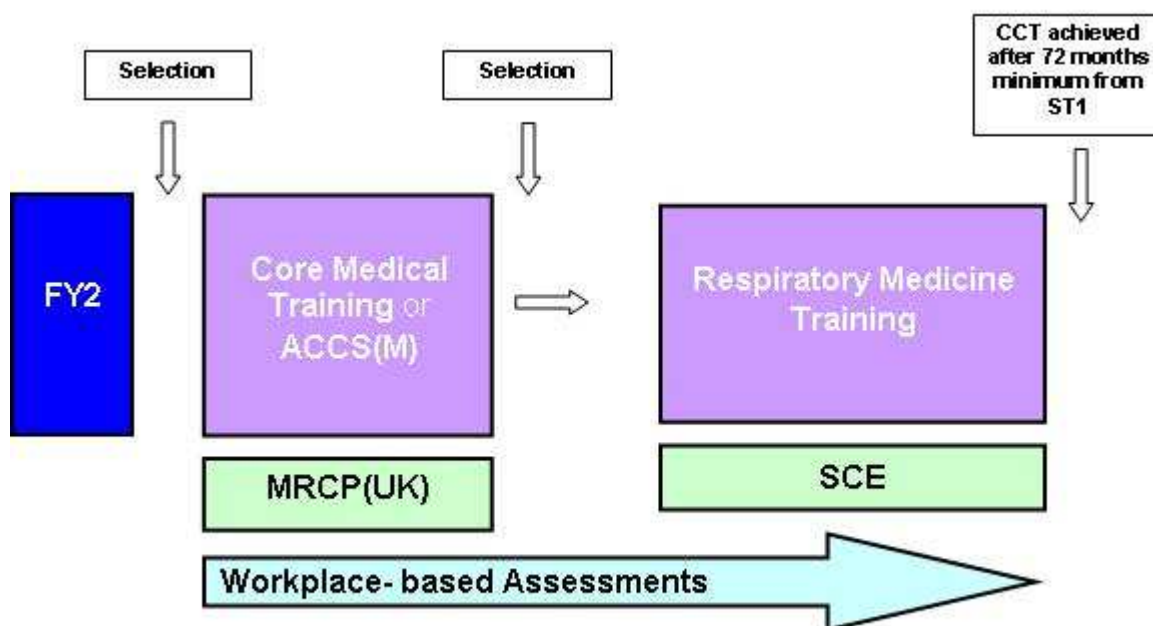 Selection
Selection
CCT achieved
after 72 months
minimum from
ST1
FY2
Core Medical
Training or
ACCS(M)
Respiratory Medicine
Training
MRCP(UK)
SCE
Workplace- based Assessments